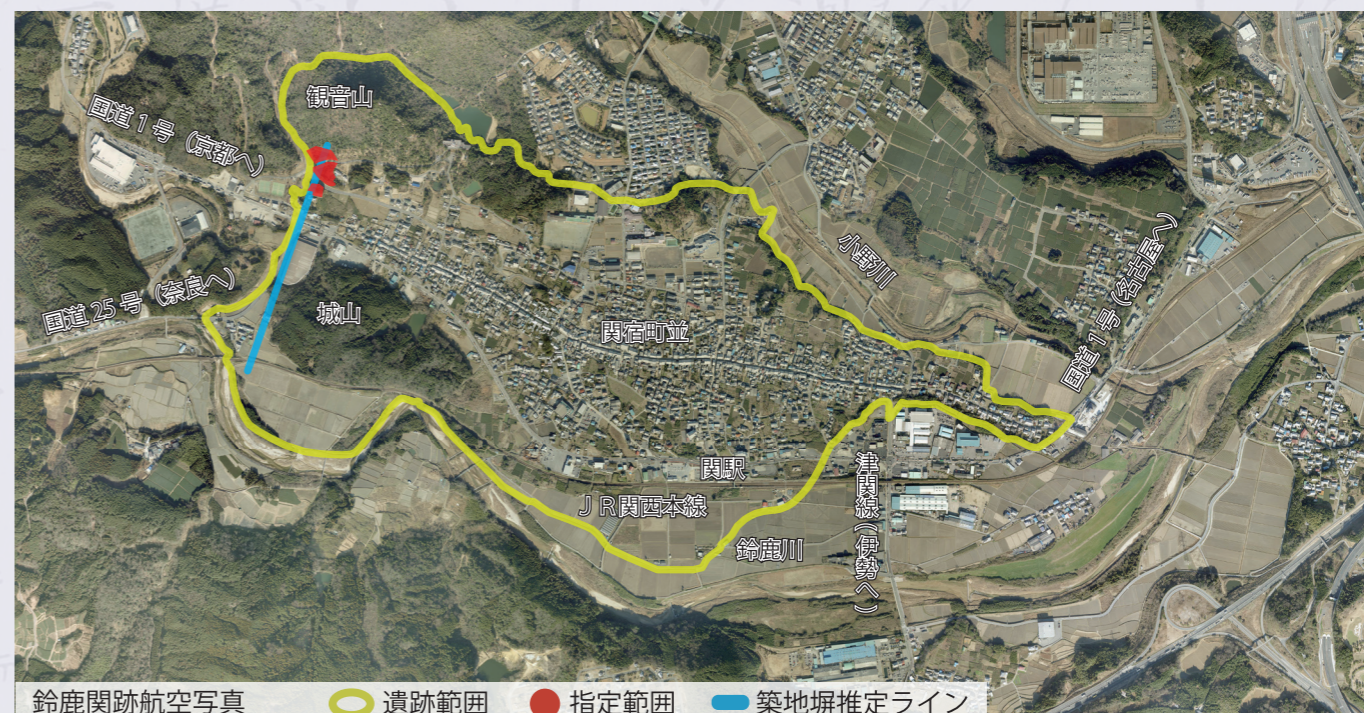 観音山
国道1号（京都へ）
小野川
国道1号（名古屋へ）
国道25号（奈良へ）
城山
関宿町並
関駅
津関線（伊勢へ）
JR関西本線
鈴鹿川
鈴鹿関跡航空写真 遺跡範囲 指定範囲 築地塀推定ライン